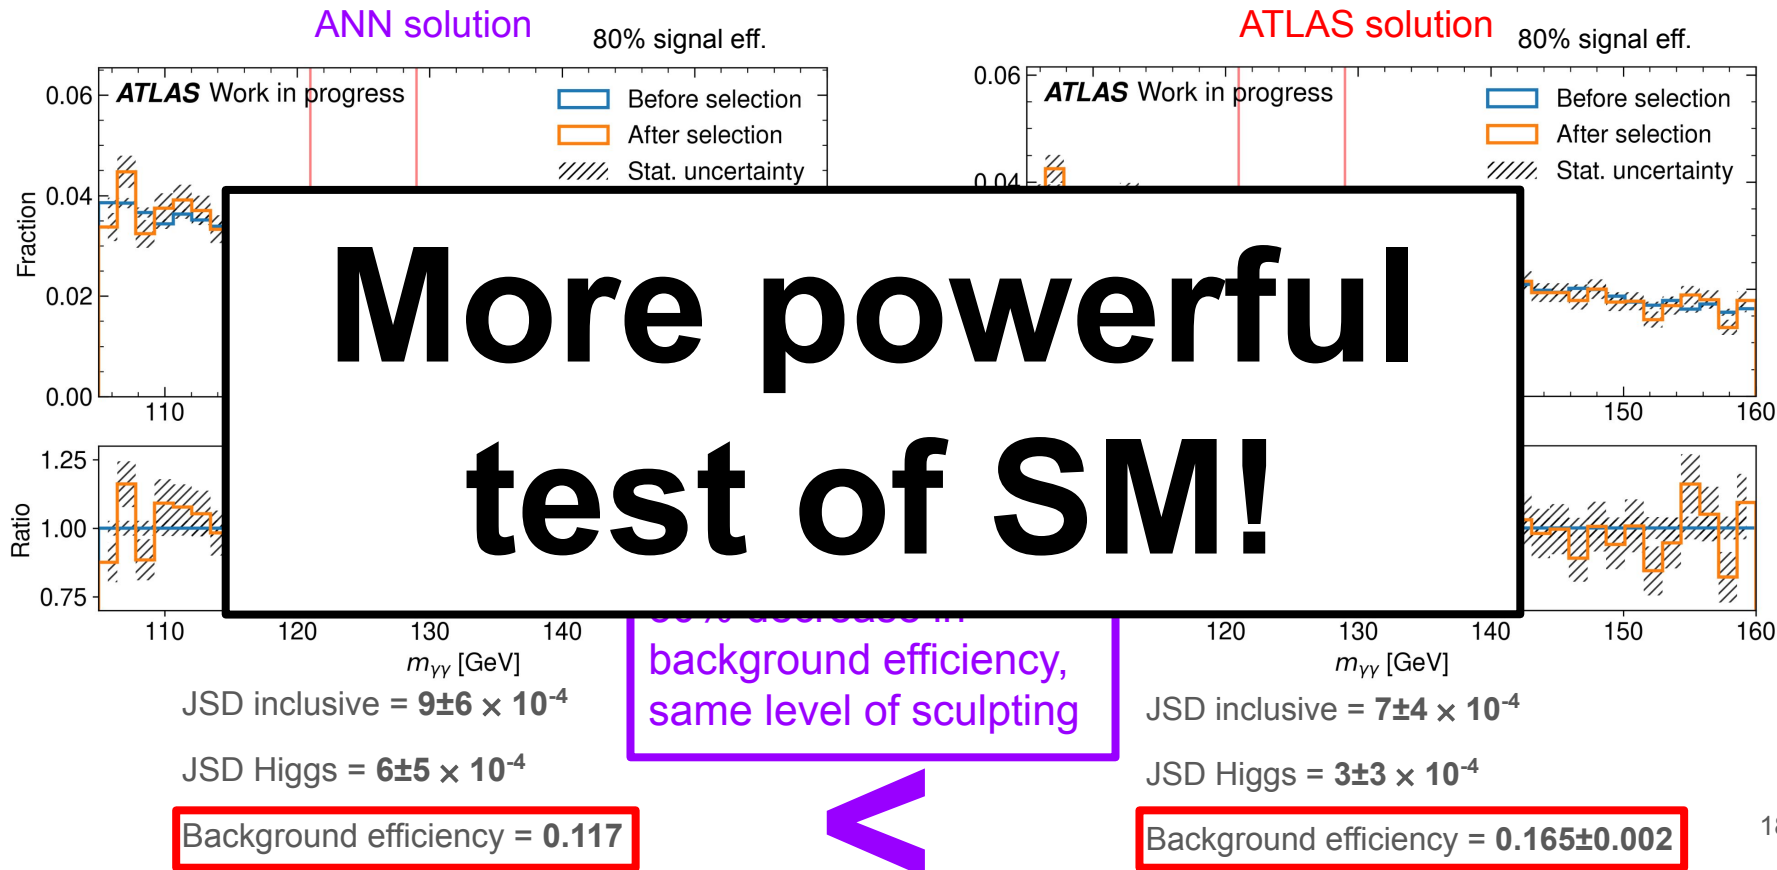 ANN solution
80% signal eff.
ATLAS solution
80% signal eff.
ATLAS Work in progress
Before selection
After selection
Stat. uncertainty
0.06
0.04
0.02
0.00
Fraction
110
1.25
1.00
0.75
Ratio
110
120
130
140
mγγ [GeV]
ATLAS Work in progress
Before selection
After selection
Stat. uncertainty
0.06
0.04
150
160
120
130
140
150
160
mγγ [GeV]
More powerful
test of SM!
decrease in
background efficiency,
same level of sculpting
JSD inclusive = 9±6 × 10⁻⁴
JSD Higgs = 6±5 × 10⁻⁴
Background efficiency = 0.117
<
JSD inclusive = 7±4 × 10⁻⁴
JSD Higgs = 3±3 × 10⁻⁴
Background efficiency = 0.165±0.002